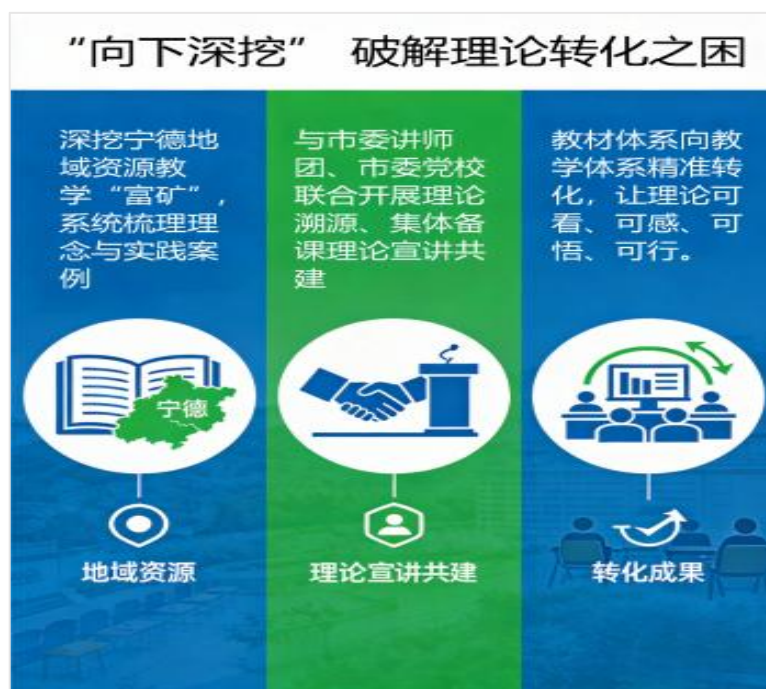 “向下深挖” 破解理论转化之困
深挖宁德地
域资源教
学“富矿”，
系统梳理理
念与实践案
例
与市委讲师
团、市委党校
联合开展理论
溯源、集体备
课理论宣讲共
建
教材体系向教
学体系精准转
化，让理论可
看、可感、可
悟、可行。
宁德
地域资源
理论宣讲共建
转化成果